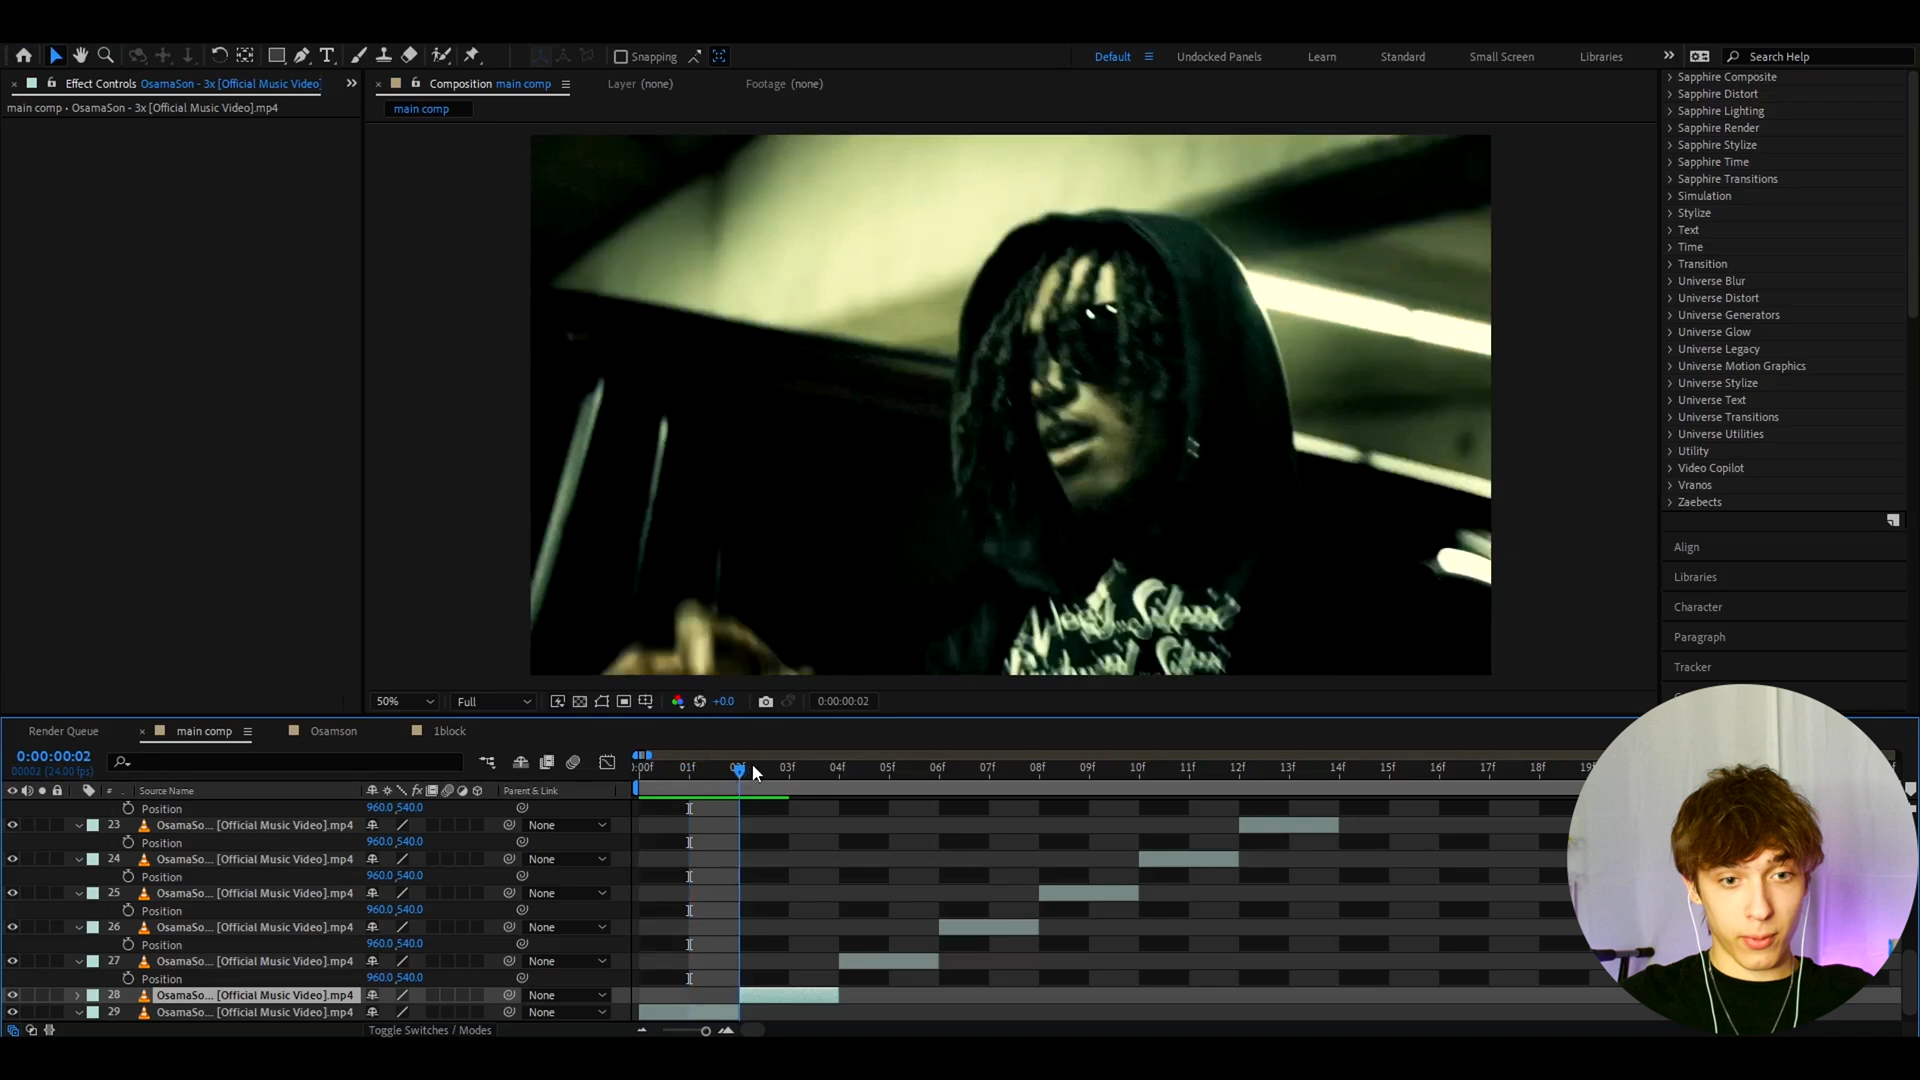 Snapping
Default
Undocked Panels
Learn
Standard
Small Screen
Libraries
Search Help
Effect Controls OsamaSon - 3x [Official Music Video]
Composition main comp
Layer (none)
Footage (none)
main comp • OsamaSon - 3x [Official Music Video].mp4
main comp
Sapphire Composite
Sapphire Distort
Sapphire Lighting
Sapphire Render
Sapphire Stylize
Sapphire Time
Sapphire Transitions
Simulation
Stylize
Text
Time
Transition
Universe Blur
Universe Distort
Universe Generators
Universe Glow
Universe Legacy
Universe Motion Graphics
Universe Stylize
Universe Text
Universe Transitions
Universe Utilities
Utility
Video Copilot
Vranos
Zaebects
Align
Libraries
Character
Paragraph
Tracker
50%
Full
+0.0
0:00:00:02
Render Queue
main comp
Osamson
1block
0:00:00:02
00002 (24.00 fps)
:00f 01f 02f 03f 04f 05f 06f 07f 08f 09f 10f 11f 12f 13f 14f 15f 16f 17f 18f
# Source Name
Parent & Link
Position 960.0,540.0
23 OsamaSo... [Official Music Video].mp4 None
Position 960.0,540.0
24 OsamaSo... [Official Music Video].mp4 None
Position 960.0,540.0
25 OsamaSo... [Official Music Video].mp4 None
Position 960.0,540.0
26 OsamaSo... [Official Music Video].mp4 None
Position 960.0,540.0
27 OsamaSo... [Official Music Video].mp4 None
Position 960.0,540.0
28 OsamaSo... [Official Music Video].mp4 None
29 OsamaSo... [Official Music Video].mp4 None
Toggle Switches / Modes